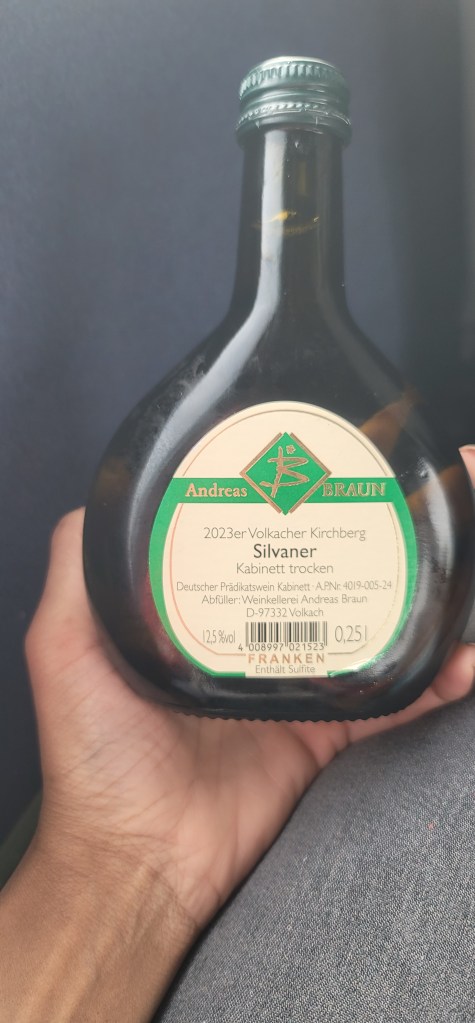 B
Andreas BRAUN
2023er Volkacher Kirchberg
Silvaner
Kabinett trocken
Deutscher Prädikatswein Kabinett · A.P.Nr. 4019-005-24
Abfüller: Weinkellerei Andreas Braun
D-97332 Volkach
12,5 %vol 4 008997 021523 0,25 l
FRANKEN
Enthält Sulfite